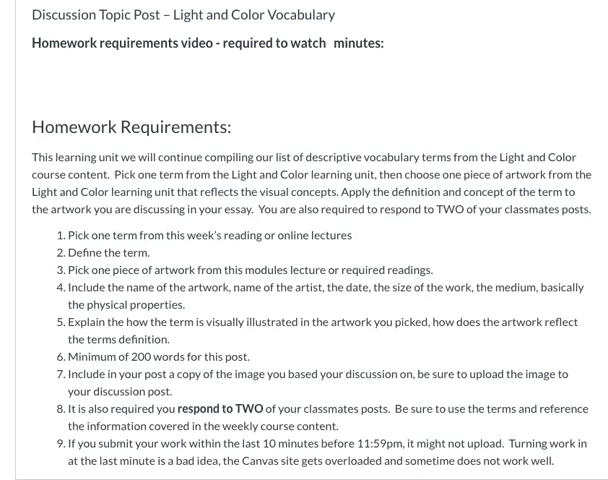 Discussion Topic Post – Light and Color Vocabulary
Homework requirements video - required to watch minutes:
Homework Requirements:
This learning unit we will continue compiling our list of descriptive vocabulary terms from the Light and Color
course content. Pick one term from the Light and Color learning unit, then choose one piece of artwork from the
Light and Color learning unit that reflects the visual concepts. Apply the definition and concept of the term to
the artwork you are discussing in your essay. You are also required to respond to TWO of your classmates posts.
1. Pick one term from this week's reading or online lectures
2. Define the term.
3. Pick one piece of artwork from this modules lecture or required readings.
4. Include the name of the artwork, name of the artist, the date, the size of the work, the medium, basically
the physical properties.
5. Explain the how the term is visually illustrated in the artwork you picked, how does the artwork reflect
the terms definition.
6. Minimum of 200 words for this post.
7. Include in your post a copy of the image you based your discussion on, be sure to upload the image to
your discussion post.
8. It is also required you respond to TWO of your classmates posts. Be sure to use the terms and reference
the information covered in the weekly course content.
9. If you submit your work within the last 10 minutes before 11:59pm, it might not upload. Turning work in
at the last minute is a bad idea, the Canvas site gets overloaded and sometime does not work well.